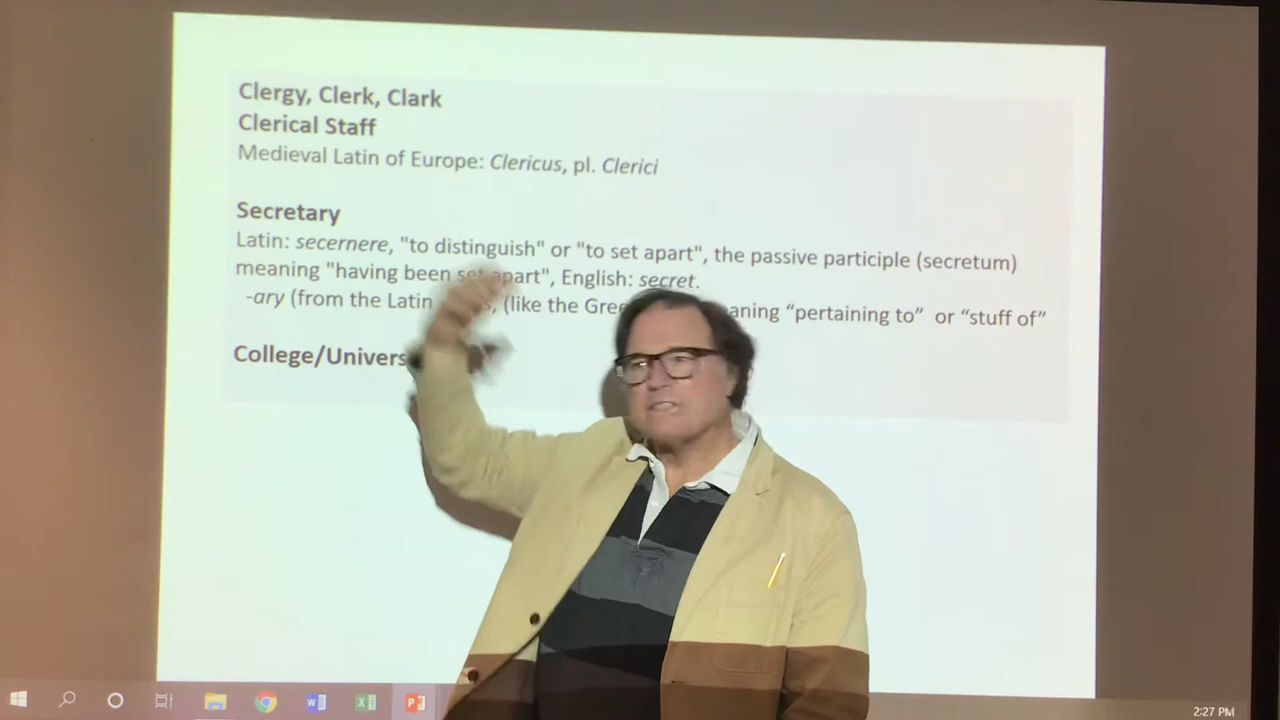 Clergy, Clerk, Clark
Clerical Staff
Medieval Latin of Europe: Clericus, pl. Clerici
Secretary
Latin: secernere, "to distinguish" or "to set apart", the passive participle (secretum)
meaning "having been set apart", English: secret.
-ary (from the Latin (like the aning “pertaining to” or “stuff of”
College/Univers
2:27 PM